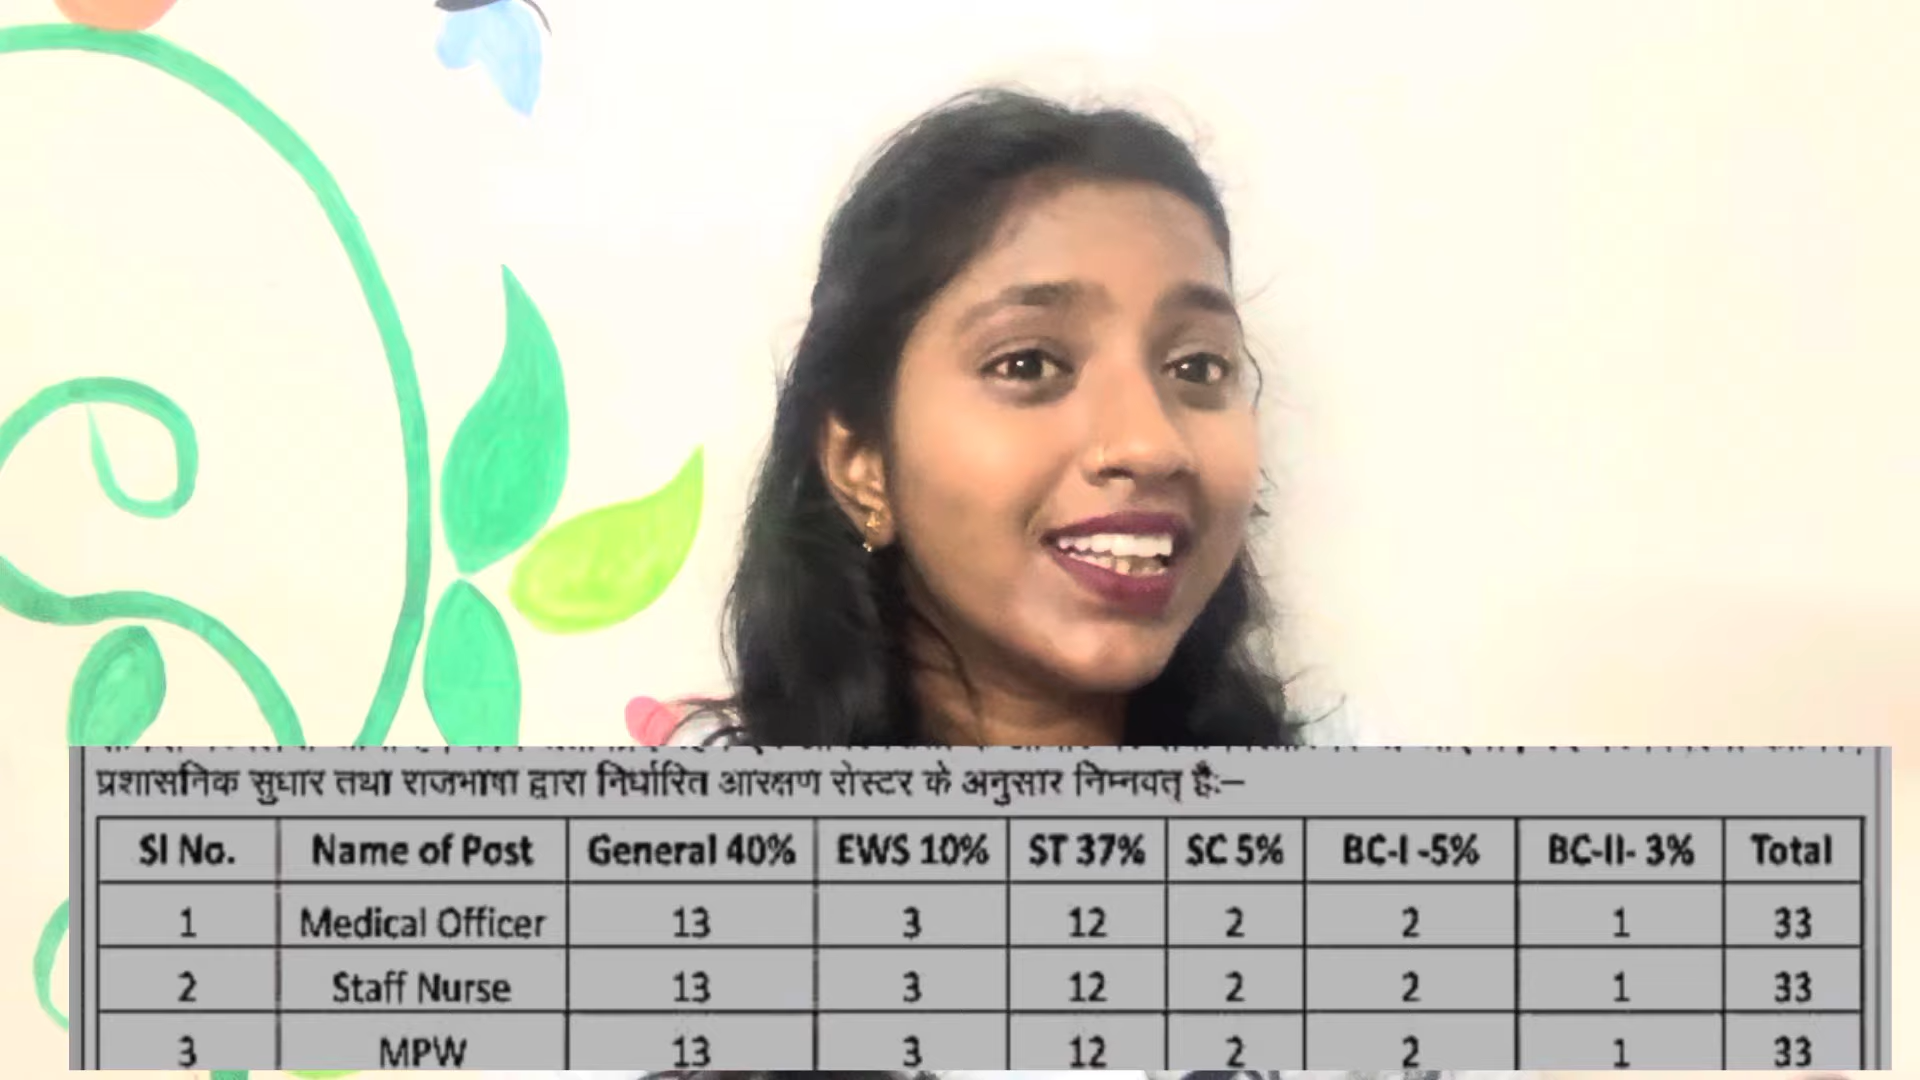 प्रशासनिक सुधार तथा राजभाषा द्वारा निर्धारित आरक्षण रोस्टर के अनुसार निम्नवत् है:–
Sl No. Name of Post General 40% EWS 10% ST 37% SC 5% BC-I -5% BC-II- 3% Total
1 Medical Officer 13 3 12 2 2 1 33
2 Staff Nurse 13 3 12 2 2 1 33
3 MPW 13 3 12 2 2 1 33